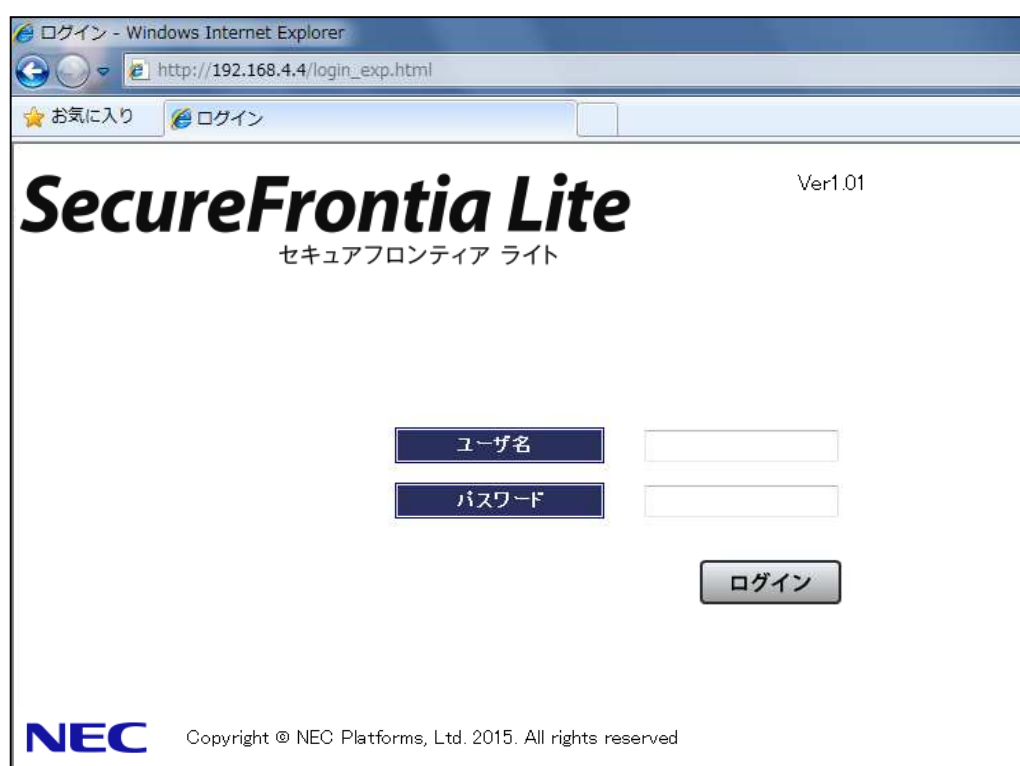 ログイン - Windows Internet Explorer
http://192.168.4.4/login_exp.html
お気に入り ログイン
SecureFrontia Lite Ver1.01
セキュアフロンティア ライト
ユーザ名
パスワード
ログイン
NEC Copyright © NEC Platforms, Ltd. 2015. All rights reserved